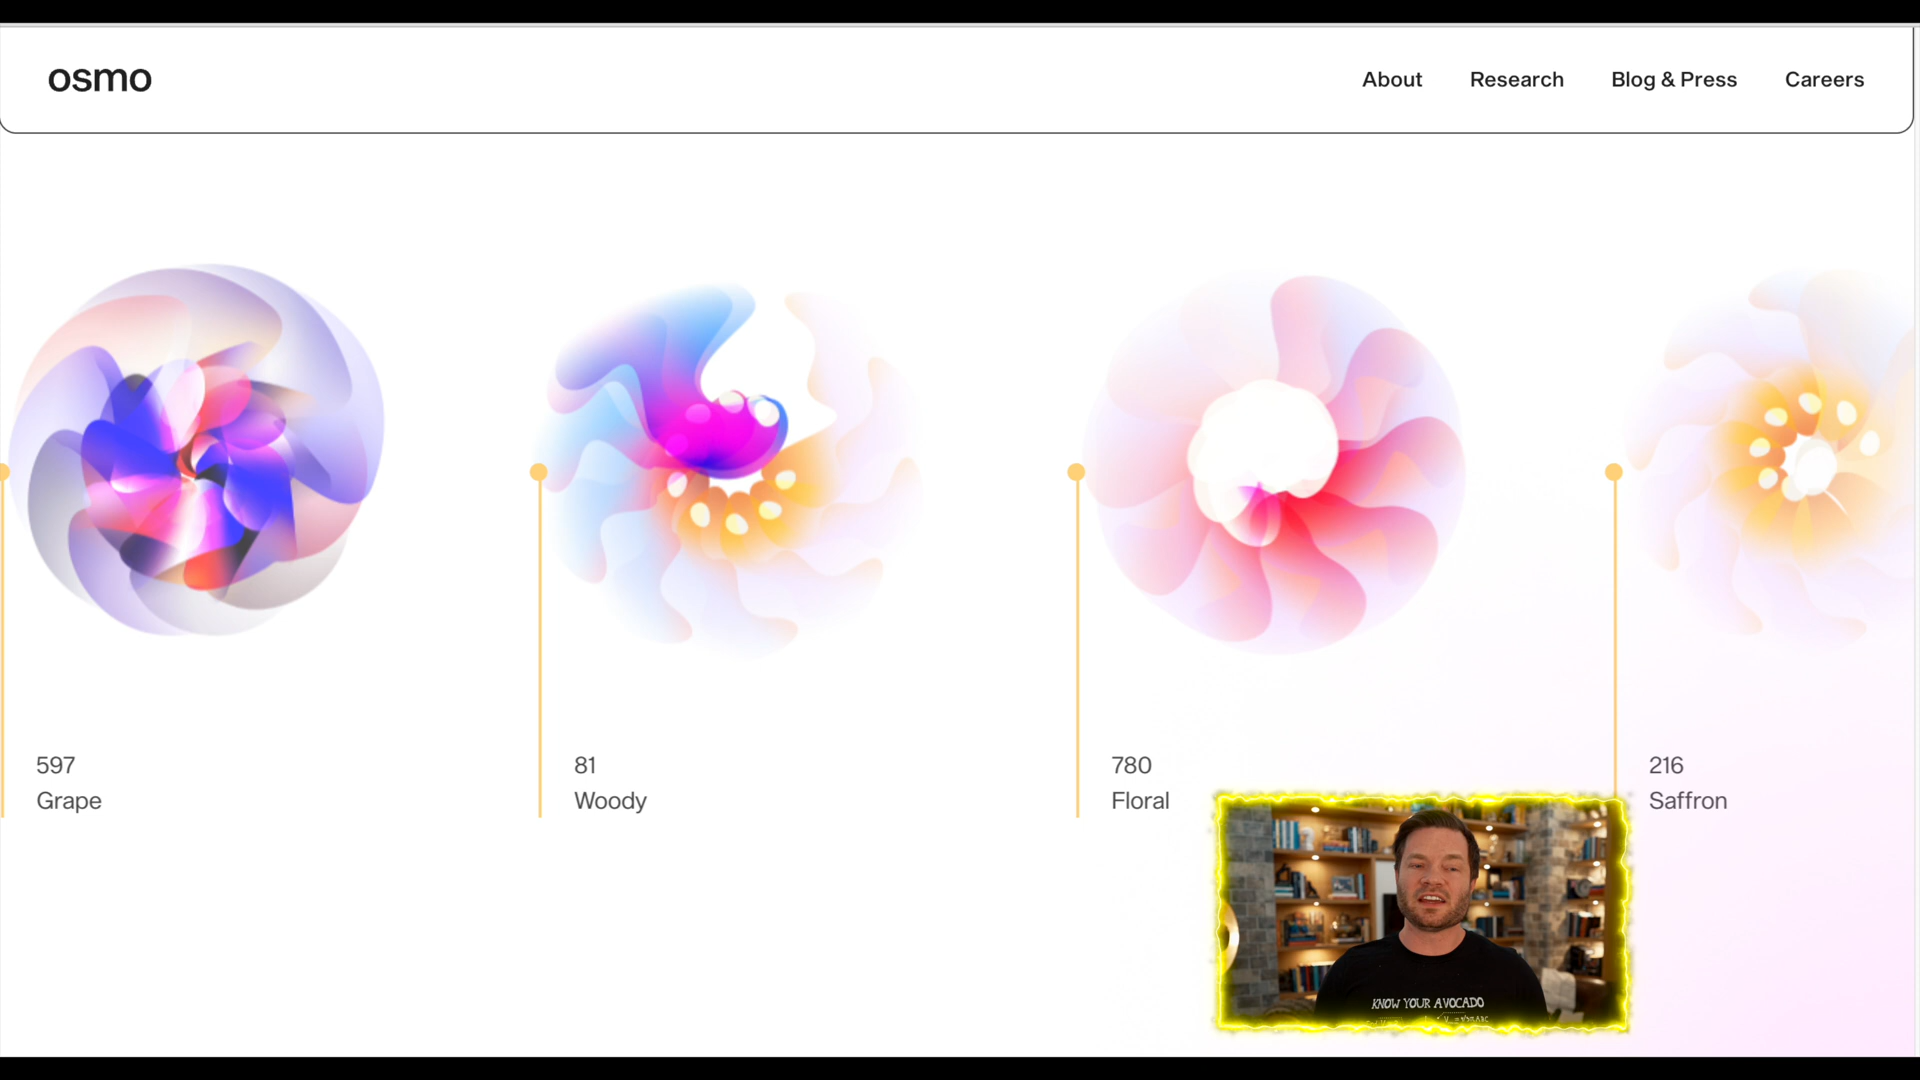 osmo
About
Research
Blog & Press
Careers
597
Grape
81
Woody
780
Floral
216
Saffron
KNOW YOUR AVOCADO